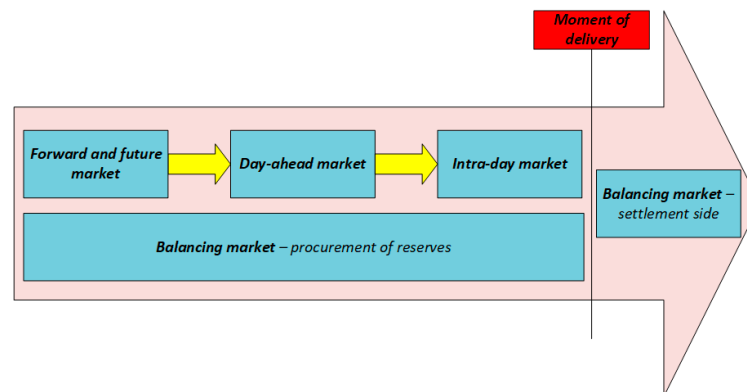 Moment of
delivery
Forward and future
market
Day-ahead market
Intra-day market
Balancing market –
settlement side
Balancing market – procurement of reserves